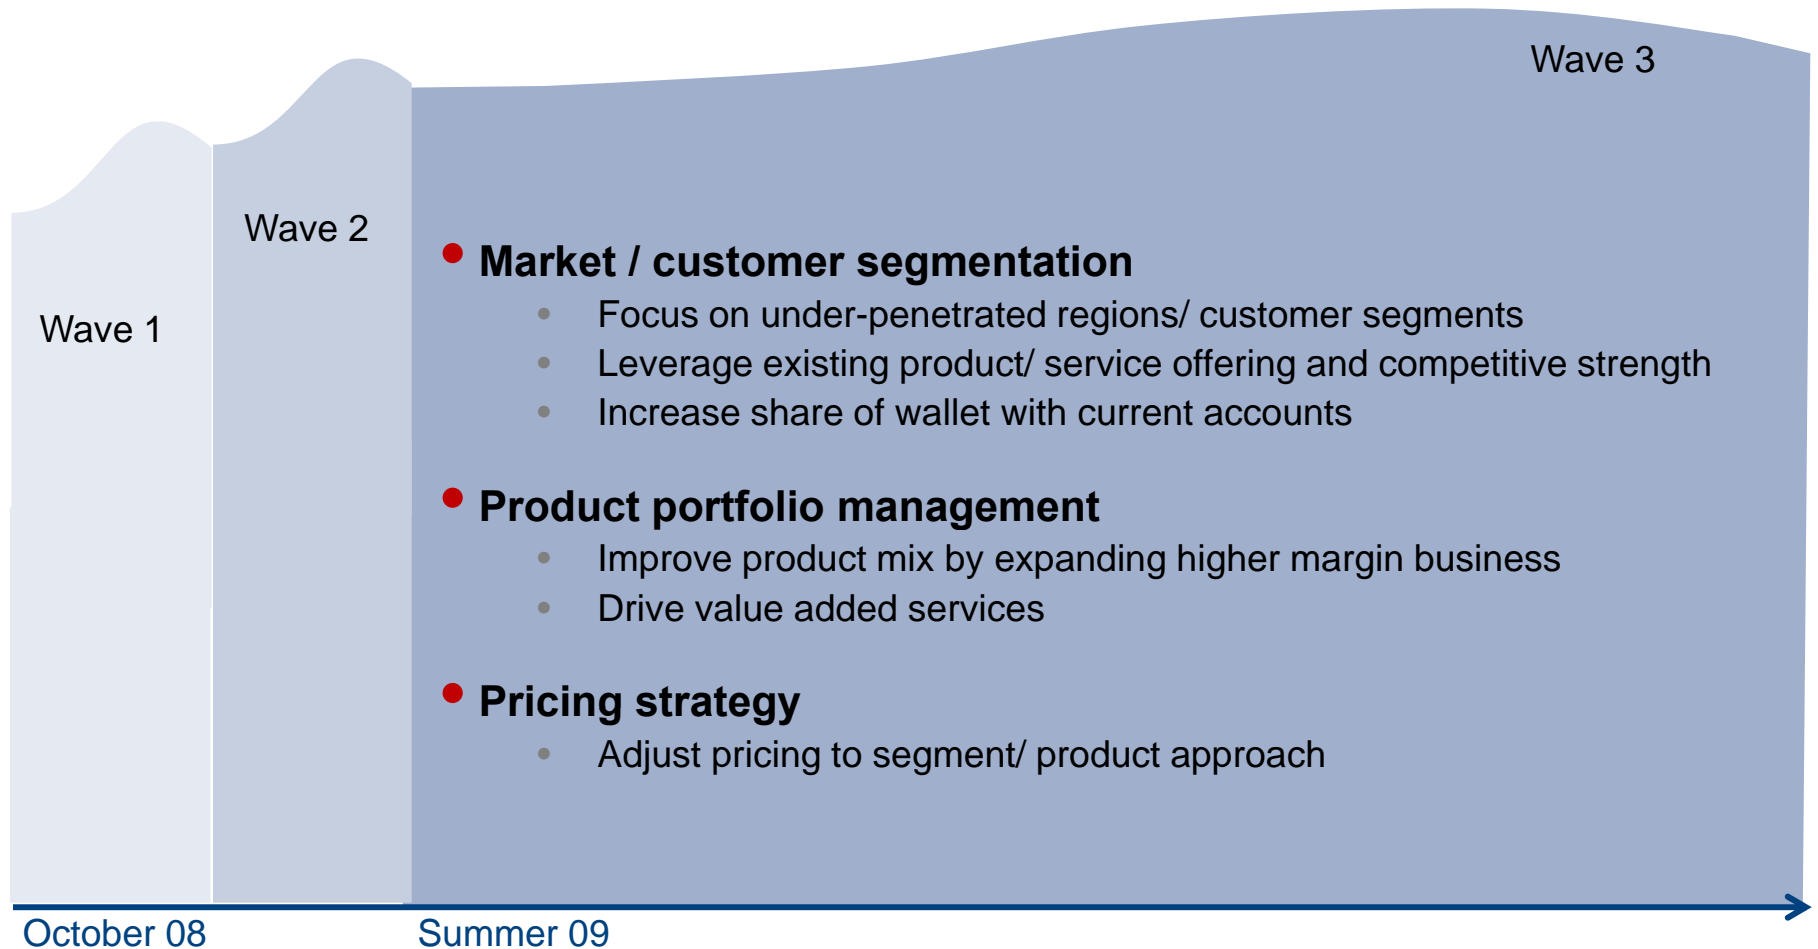 Wave 3
Wave 2
Wave 1
• Market / customer segmentation
• Focus on under-penetrated regions/ customer segments
• Leverage existing product/ service offering and competitive strength
• Increase share of wallet with current accounts
• Product portfolio management
• Improve product mix by expanding higher margin business
• Drive value added services
• Pricing strategy
• Adjust pricing to segment/ product approach
October 08
Summer 09